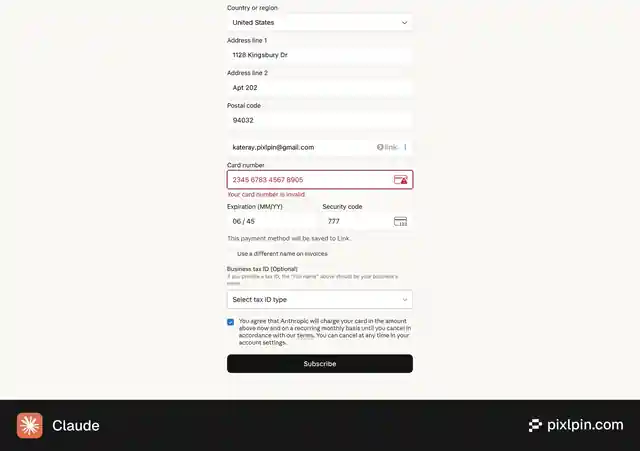 Country or region
United States
Address line 1
1128 Kingsbury Dr
Address line 2
Apt 202
Postal code
94032
kateray.pixlpin@gmail.com
link
Card number
2345 6783 4567 8905
Your card number is invalid.
Expiration (MM/YY)
Security code
06 / 45
777
This payment method will be saved to Link.
Use a different name on invoices
Business tax ID (Optional)
If you provide a tax ID, the "Full name" above should be your business's
name.
Select tax ID type
You agree that Anthropic will charge your card in the amount
above now and on a recurring monthly basis until you cancel in
accordance with our terms. You can cancel at any time in your
account settings.
Subscribe
Claude
pixlpin.com